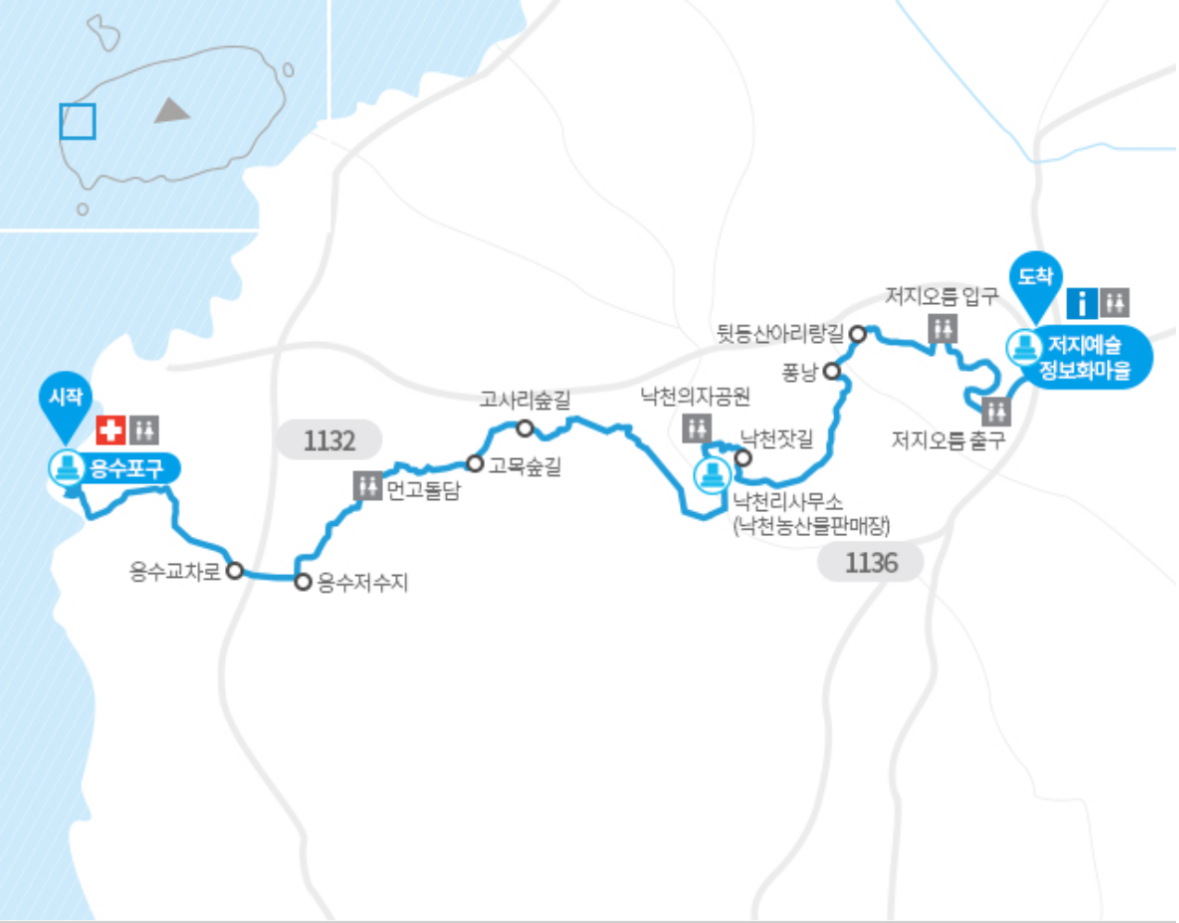 도착
저지오름 입구
저지예술
정보화마을
뒷동산아리랑길
퐁낭
시작
낙천의자공원
고사리숲길
저지오름 출구
1132
낙천잣길
용수포구
고목숲길
먼고돌담
낙천리사무소
(낙천농산물판매장)
1136
용수교차로
용수저수지